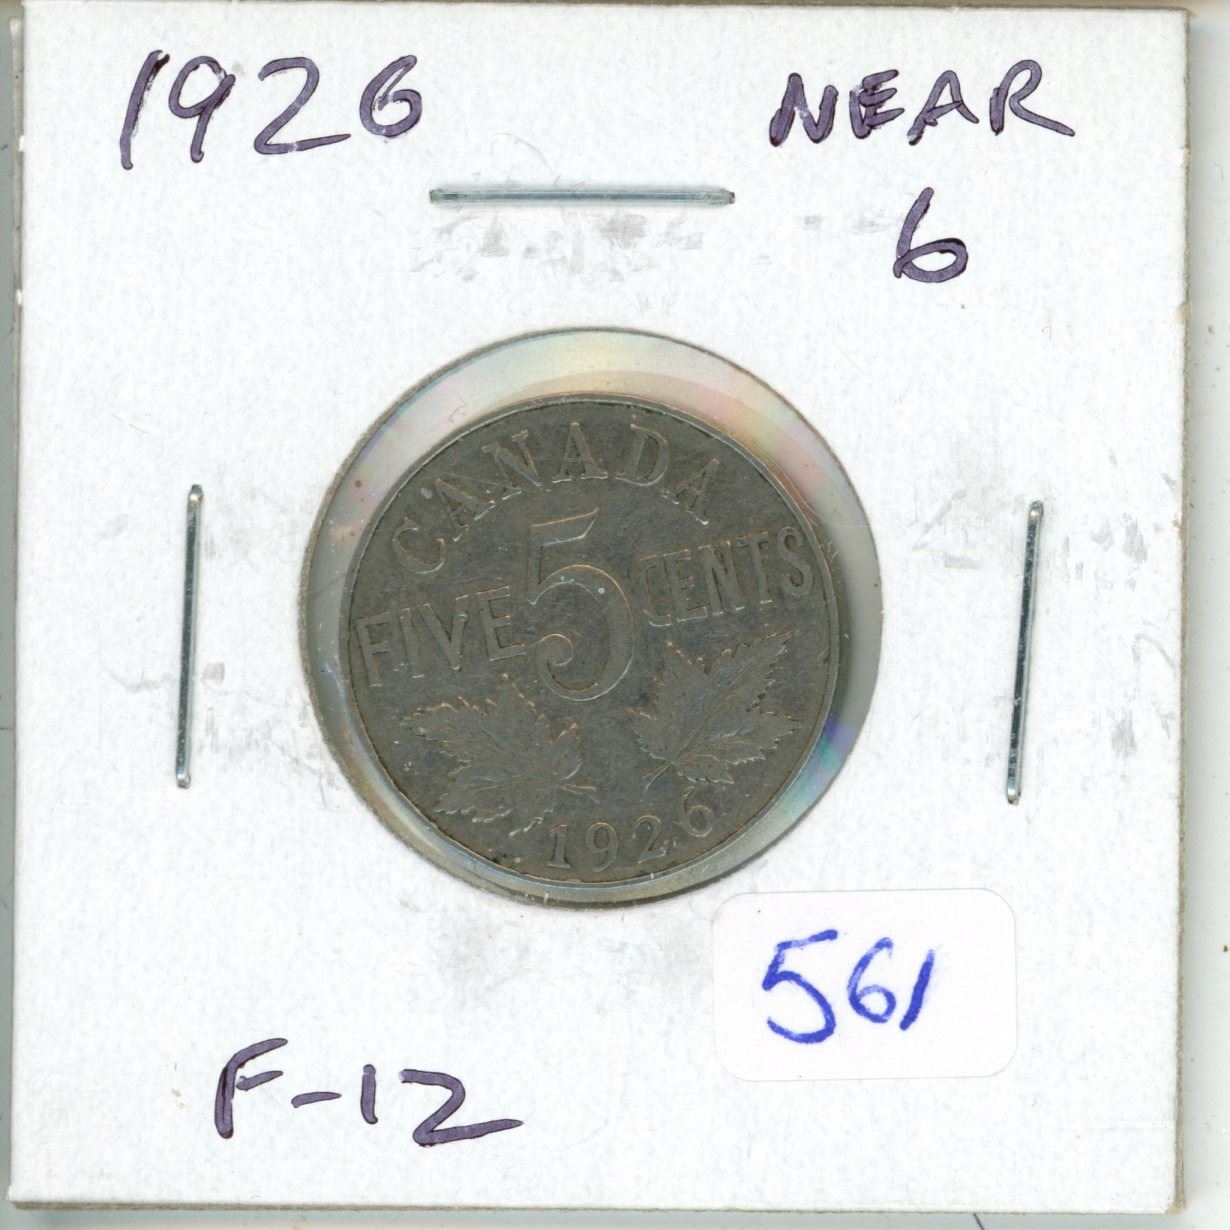 1926 NEAR
6
CANADA
FIVE 5 CENTS
1926
561
F-12